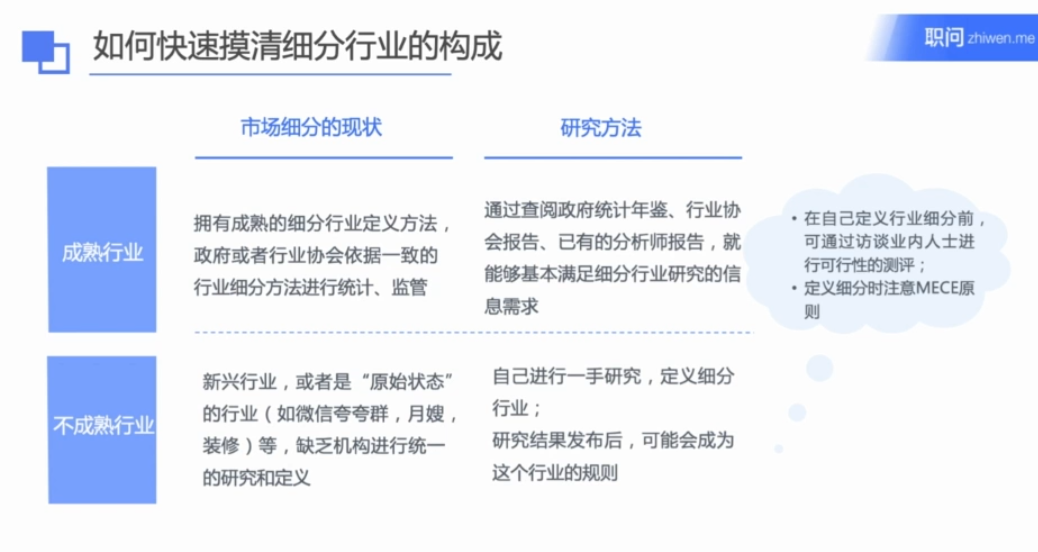 如何快速摸清细分行业的构成
职问 zhiwen.me
市场细分的现状
研究方法
成熟行业
拥有成熟的细分行业定义方法，
政府或者行业协会依据一致的
行业细分方法进行统计、监管
通过查阅政府统计年鉴、行业协
会报告、已有的分析师报告，就
能够基本满足细分行业研究的信
息需求
• 在自己定义行业细分前，
可通过访谈业内人士进
行可行性的测评；
• 定义细分时注意MECE原
则
不成熟行业
新兴行业，或者是“原始状态”
的行业（如微信夸夸群，月嫂，
装修）等，缺乏机构进行统一
的研究和定义
自己进行一手研究，定义细分
行业；
研究结果发布后，可能会成为
这个行业的规则